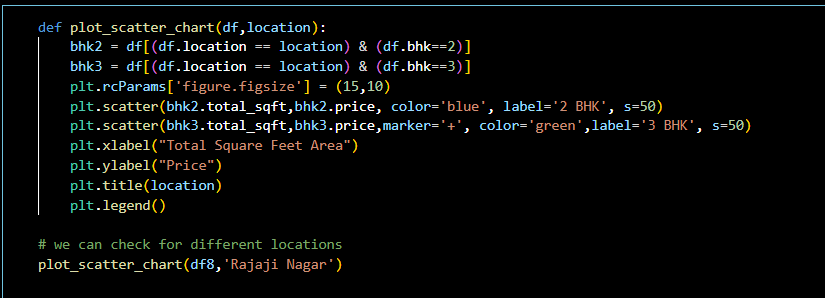 def plot_scatter_chart(df,location):
    bhk2 = df[(df.location == location) & (df.bhk==2)]
    bhk3 = df[(df.location == location) & (df.bhk==3)]
    plt.rcParams['figure.figsize'] = (15,10)
    plt.scatter(bhk2.total_sqft,bhk2.price, color='blue', label='2 BHK', s=50)
    plt.scatter(bhk3.total_sqft,bhk3.price,marker='+', color='green',label='3 BHK', s=50)
    plt.xlabel("Total Square Feet Area")
    plt.ylabel("Price")
    plt.title(location)
    plt.legend()

# we can check for different locations
plot_scatter_chart(df8,'Rajaji Nagar')